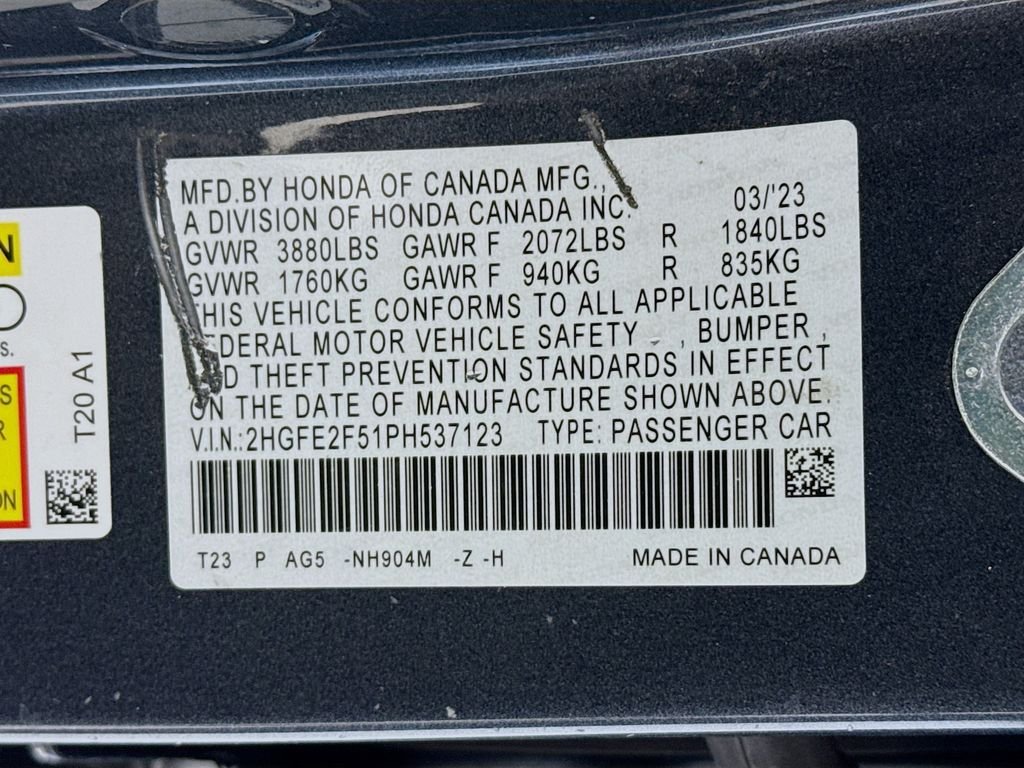 MFD.BY HONDA OF CANADA MFG.,
A DIVISION OF HONDA CANADA INC. 03/'23
GVWR 3880LBS GAWR F 2072LBS R 1840LBS
GVWR 1760KG GAWR F 940KG R 835KG
THIS VEHICLE CONFORMS TO ALL APPLICABLE
FEDERAL MOTOR VEHICLE SAFETY , BUMPER ,
AND THEFT PREVENTION STANDARDS IN EFFECT
ON THE DATE OF MANUFACTURE SHOWN ABOVE.
V.I.N.:2HGFE2F51PH537123 TYPE: PASSENGER CAR
T23 P AG5 -NH904M -Z -H MADE IN CANADA
T20 A1
N
S.
S
R
ON